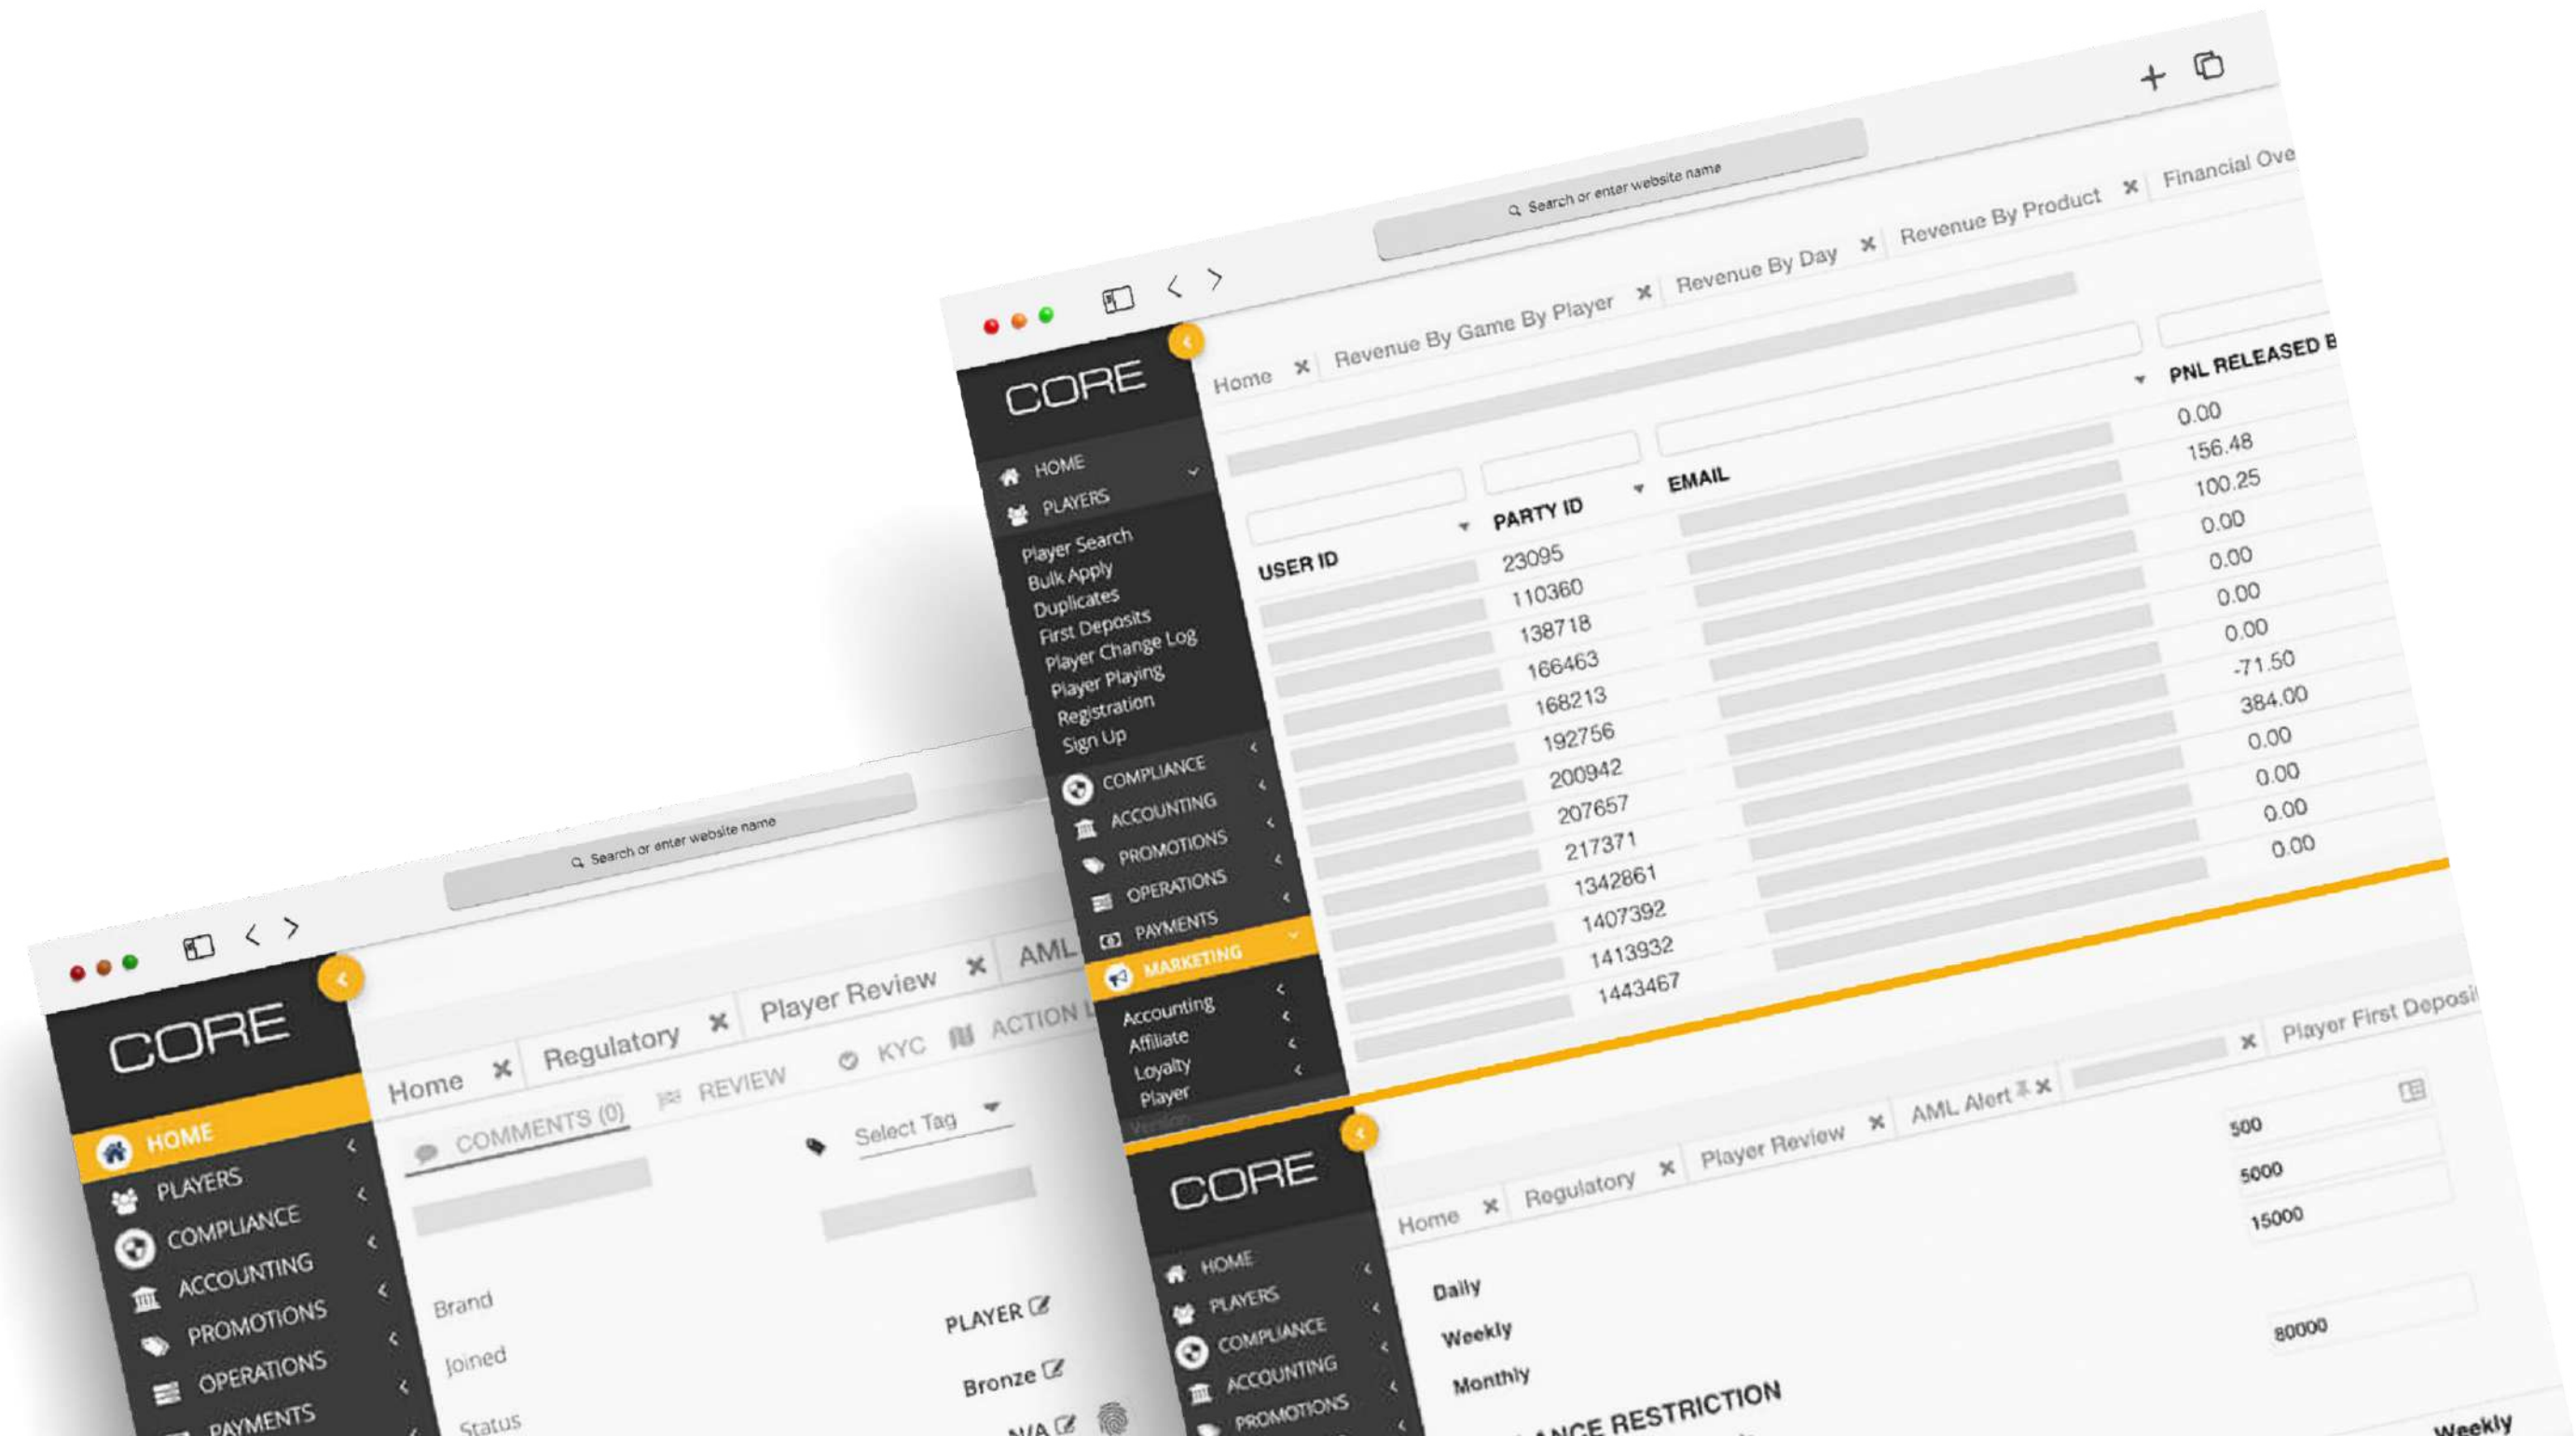 Search or enter website name
Home Revenue By Game By Player Revenue By Day Revenue By Product Financial Ove
CORE
HOME
PLAYERS
Player Search
Bulk Apply
Duplicates
First Deposits
Player Change Log
Player Playing
Registration
Sign Up
COMPLIANCE
ACCOUNTING
PROMOTIONS
OPERATIONS
PAYMENTS
MARKETING
Accounting
Affiliate
Loyalty
Player
Version
USER ID PARTY ID EMAIL PNL RELEASED B
23095 0.00
110360 156.48
138718 100.25
166463 0.00
168213 0.00
192756 0.00
200942 0.00
207657 -71.50
217371 384.00
1342861 0.00
1407392 0.00
1413932 0.00
1443467 0.00
Search or enter website name
CORE
HOME
PLAYERS
COMPLIANCE
ACCOUNTING
PROMOTIONS
OPERATIONS
PAYMENTS
Home Regulatory Player Review AML
COMMENTS (0) REVIEW KYC ACTION L
Select Tag
Brand
Joined PLAYER
Status Bronze
N/A
CORE
HOME
PLAYERS
COMPLIANCE
ACCOUNTING
PROMOTIONS
Home Regulatory Player Review AML Alert Player First Deposi
Daily 500
Weekly 5000
Monthly 15000
ANCE RESTRICTION 80000
Weekly